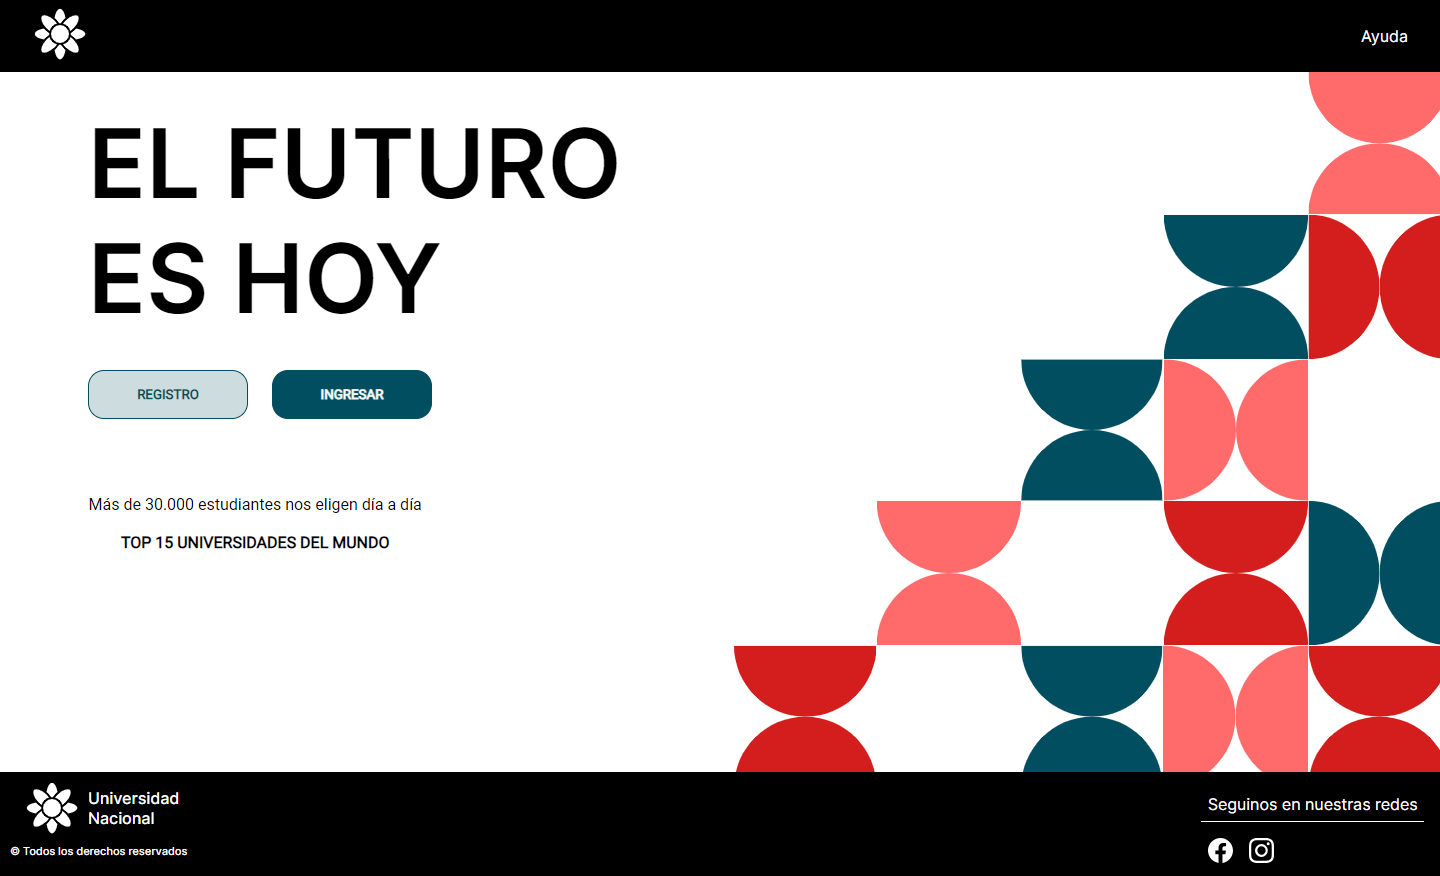 Ayuda
EL FUTURO
ES HOY
REGISTRO
INGRESAR
Más de 30.000 estudiantes nos eligen día a día
TOP 15 UNIVERSIDADES DEL MUNDO
Universidad
Nacional
© Todos los derechos reservados
Seguinos en nuestras redes